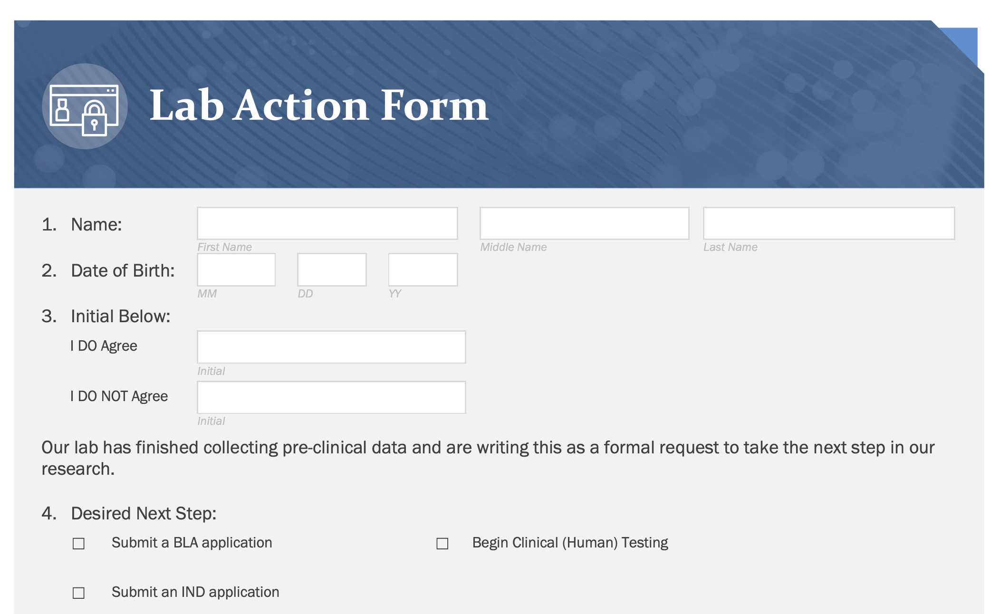 Lab Action Form
1. Name:
First Name Middle Name Last Name
2. Date of Birth:
MM DD YY
3. Initial Below:
I DO Agree
Initial
I DO NOT Agree
Initial
Our lab has finished collecting pre-clinical data and are writing this as a formal request to take the next step in our
research.
4. Desired Next Step:
☐ Submit a BLA application ☐ Begin Clinical (Human) Testing
☐ Submit an IND application